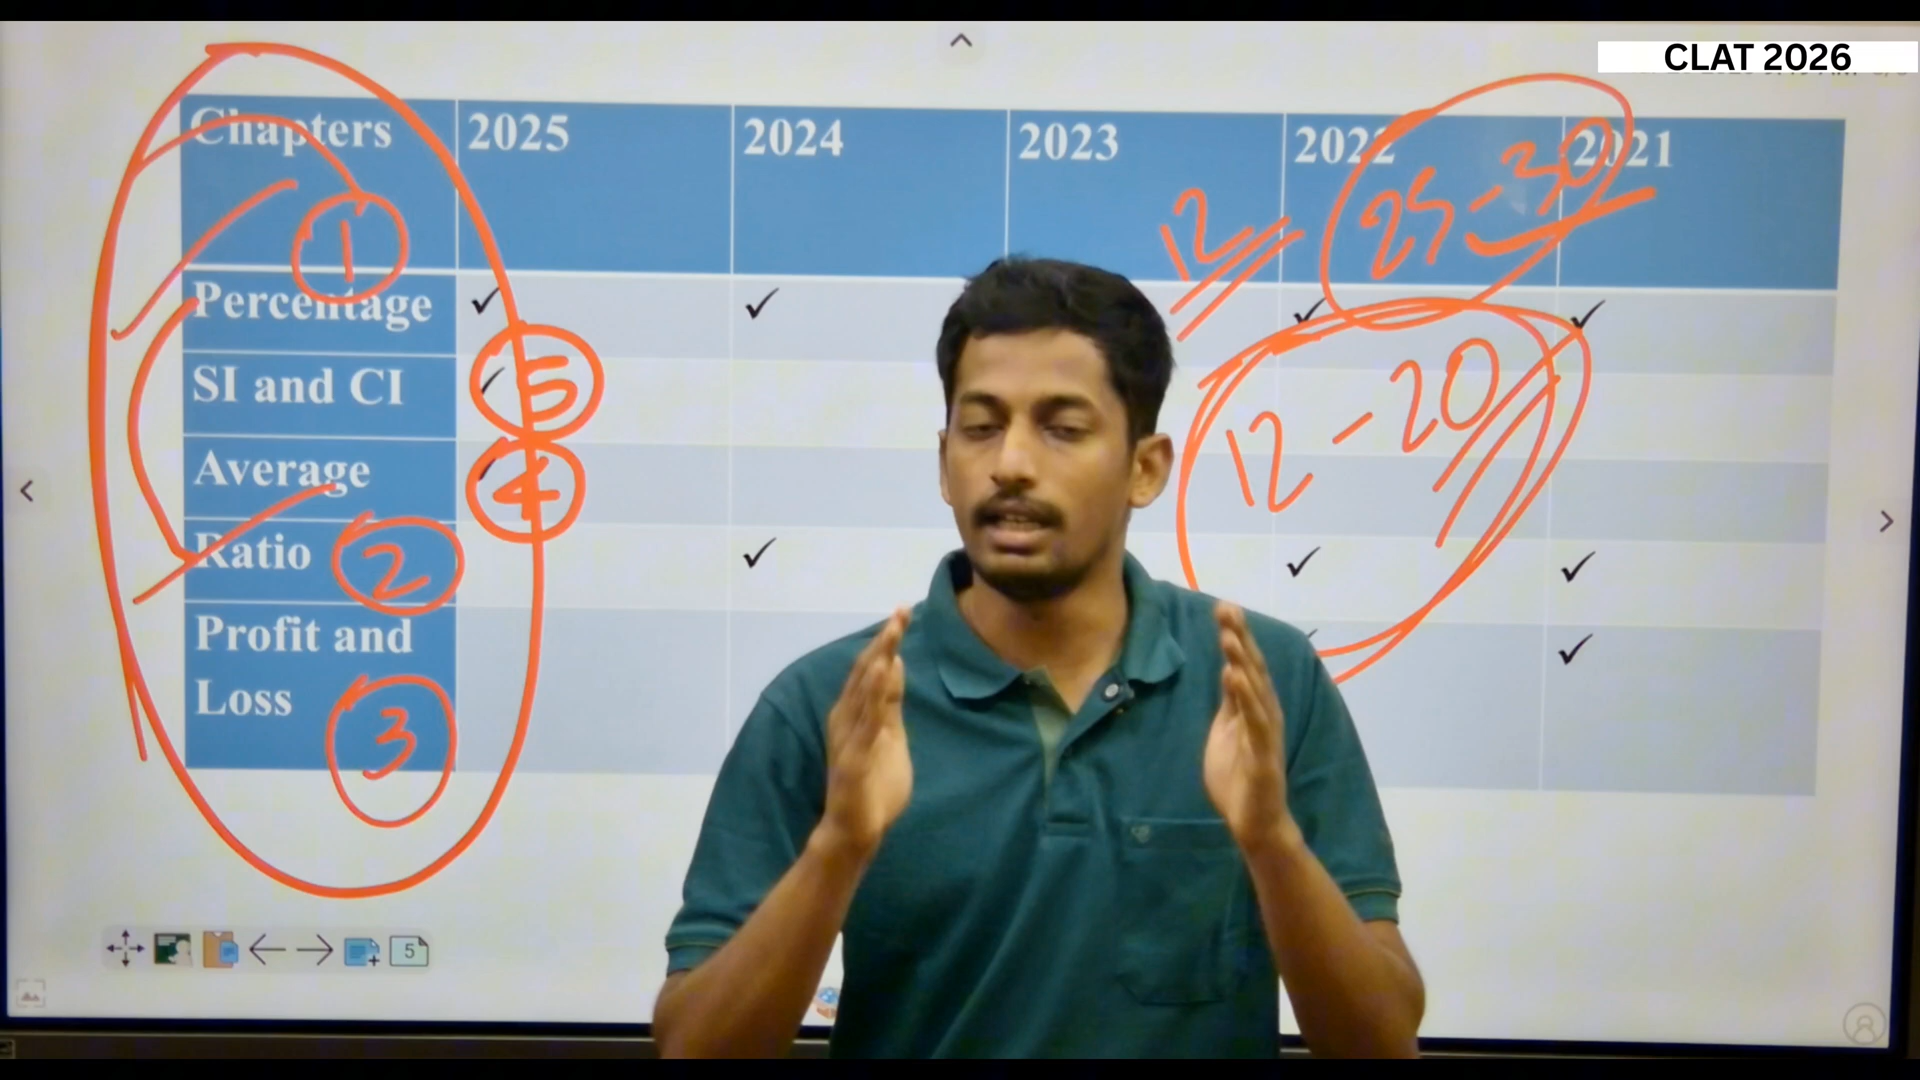 CLAT 2026
Chapters 2025 2024 2023 2022 2021
1 12 25-30
Percentage ✓ ✓ ✓ ✓
SI and CI ✓ 5 12-20
Average 4
Ratio 2 ✓ ✓ ✓
Profit and Loss ✓
3
5